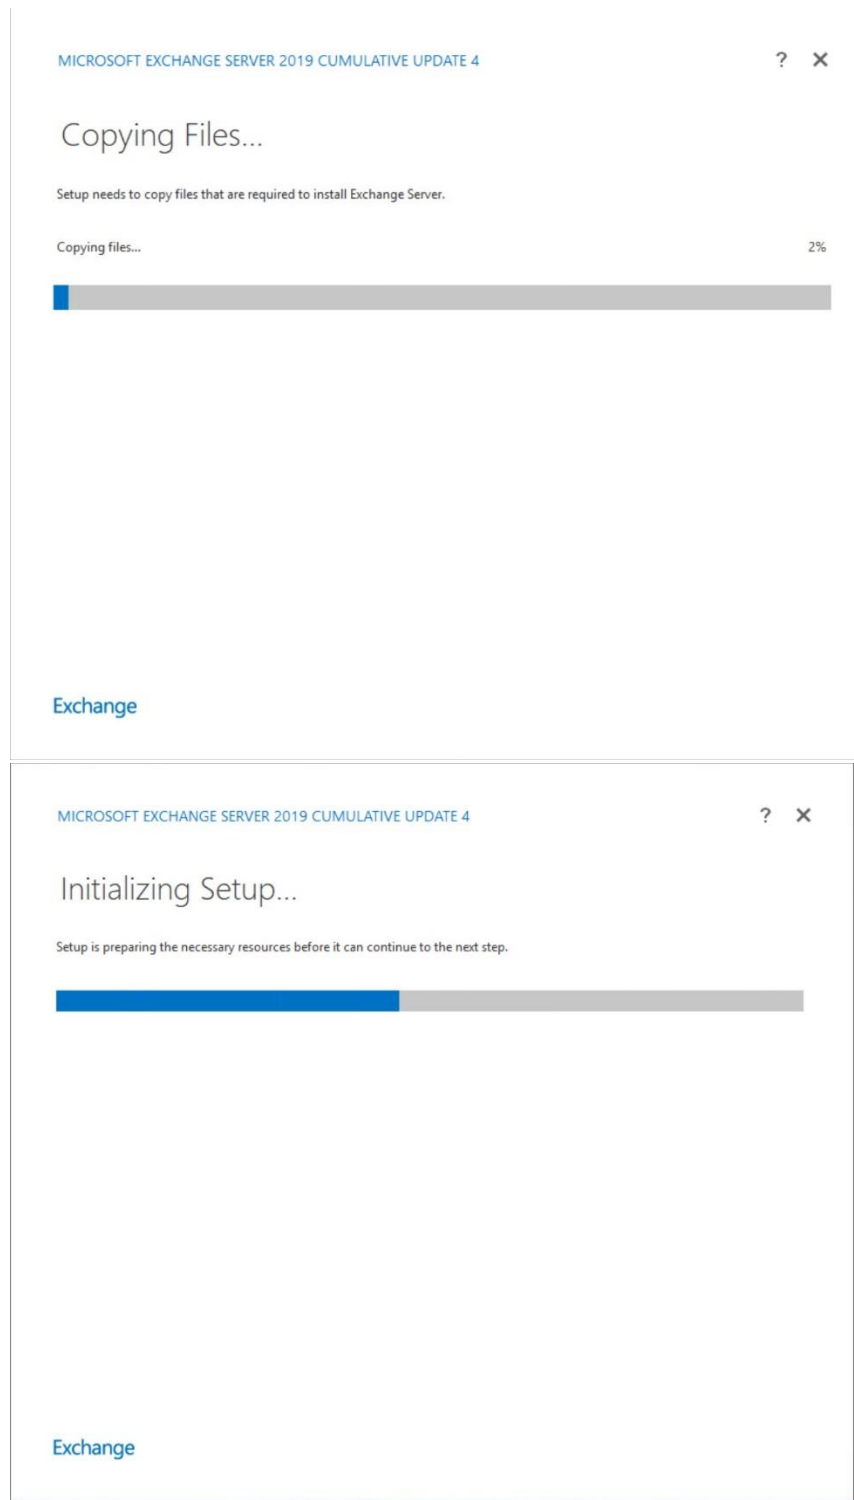 MICROSOFT EXCHANGE SERVER 2019 CUMULATIVE UPDATE 4
?
Copying Files...
Setup needs to copy files that are required to install Exchange Server.
Copying files... 2%
Exchange
MICROSOFT EXCHANGE SERVER 2019 CUMULATIVE UPDATE 4
?
Initializing Setup...
Setup is preparing the necessary resources before it can continue to the next step.
Exchange